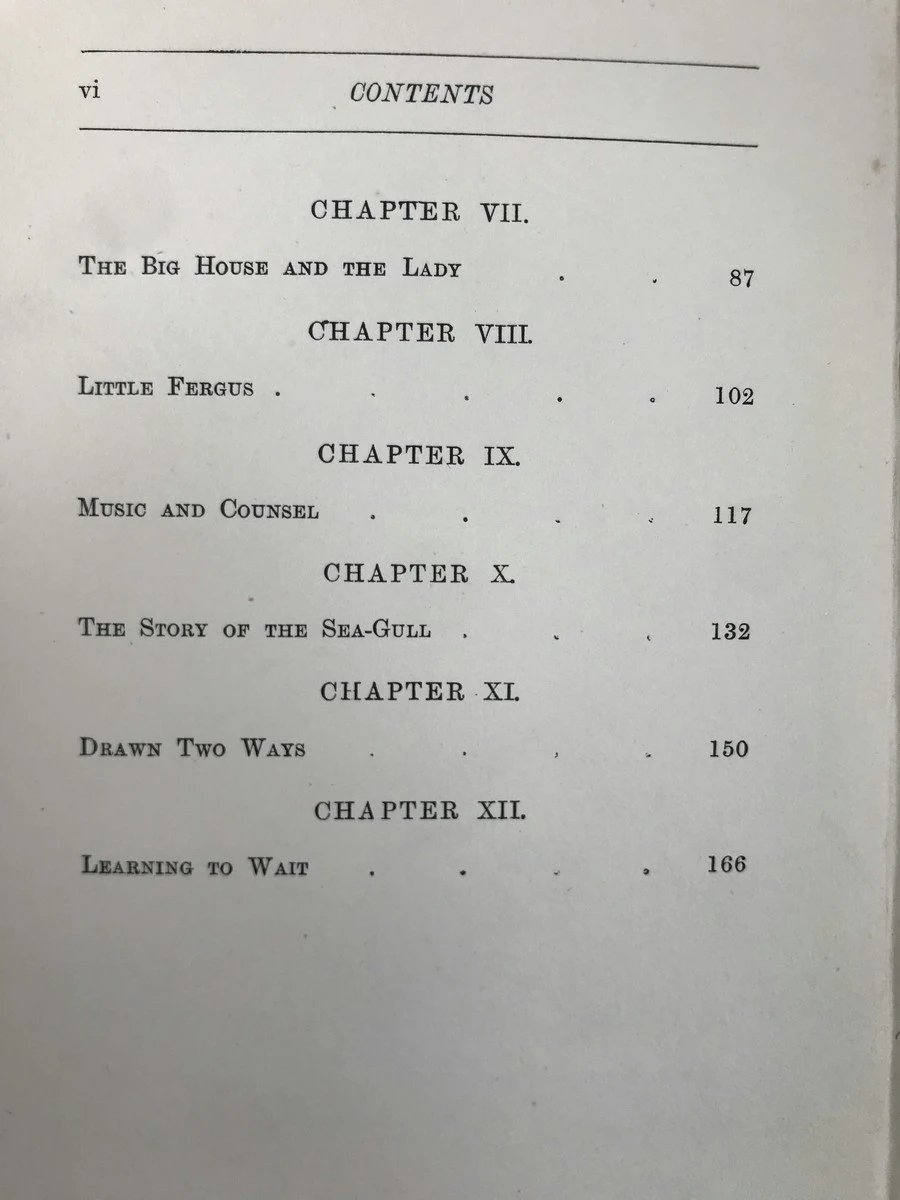 vi CONTENTS
CHAPTER VII.
THE BIG HOUSE AND THE LADY . . 87
CHAPTER VIII.
LITTLE FERGUS . . . . . 102
CHAPTER IX.
MUSIC AND COUNSEL . . . . 117
CHAPTER X.
THE STORY OF THE SEA-GULL . . . 132
CHAPTER XI.
DRAWN TWO WAYS . . . . 150
CHAPTER XII.
LEARNING TO WAIT . . . . 166